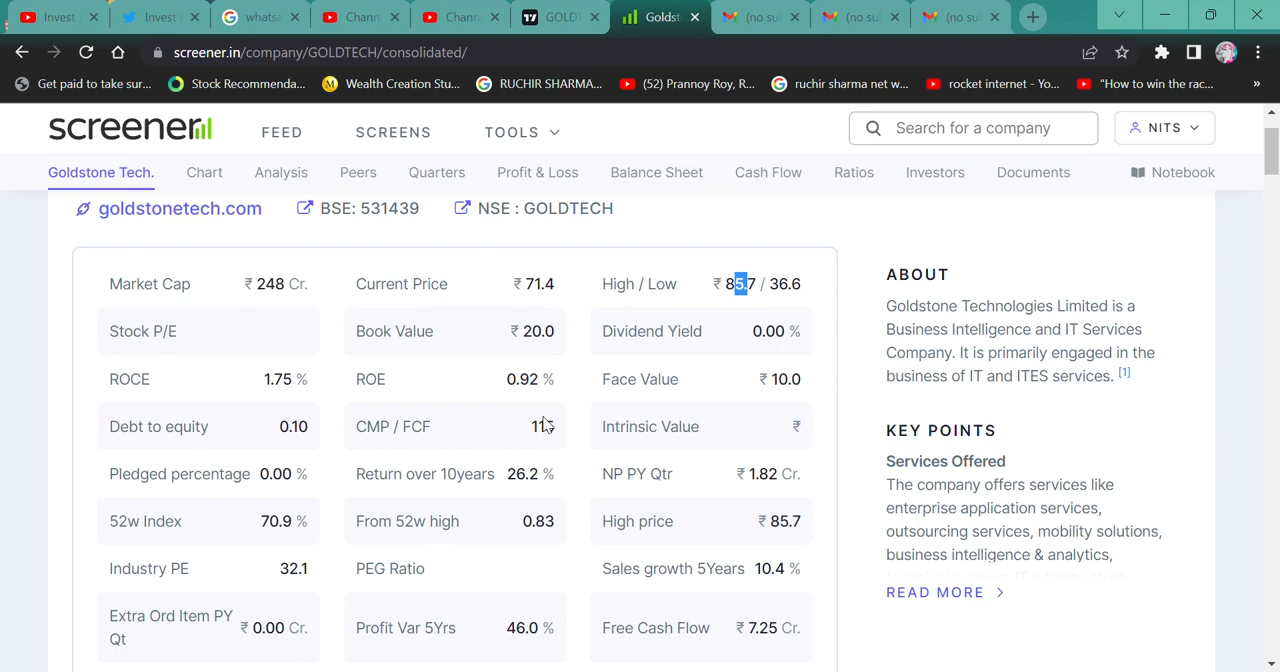 Invest
Invest
whats
Chann
Chann
GOLDT
Goldst
(no su
(no su
(no su
screener.in/company/GOLDTECH/consolidated/
Get paid to take sur... Stock Recommenda... Wealth Creation Stu... RUCHIR SHARMA... (52) Prannoy Roy, R... ruchir sharma net w... rocket internet - Yo... "How to win the rac... »
screener
FEED SCREENS TOOLS
Search for a company
NITS
Goldstone Tech. Chart Analysis Peers Quarters Profit & Loss Balance Sheet Cash Flow Ratios Investors Documents Notebook
goldstonetech.com BSE: 531439 NSE : GOLDTECH
Market Cap ₹ 248 Cr. Current Price ₹ 71.4 High / Low ₹ 85.7 / 36.6
Stock P/E Book Value ₹ 20.0 Dividend Yield 0.00 %
ROCE 1.75 % ROE 0.92 % Face Value ₹ 10.0
Debt to equity 0.10 CMP / FCF Intrinsic Value ₹
Pledged percentage 0.00 % Return over 10years 26.2 % NP PY Qtr ₹ 1.82 Cr.
52w Index 70.9 % From 52w high 0.83 High price ₹ 85.7
Industry PE 32.1 PEG Ratio Sales growth 5Years 10.4 %
Extra Ord Item PY Qt ₹ 0.00 Cr. Profit Var 5Yrs 46.0 % Free Cash Flow ₹ 7.25 Cr.
ABOUT
Goldstone Technologies Limited is a
Business Intelligence and IT Services
Company. It is primarily engaged in the
business of IT and ITES services. [1]
KEY POINTS
Services Offered
The company offers services like
enterprise application services,
outsourcing services, mobility solutions,
business intelligence & analytics,
READ MORE >